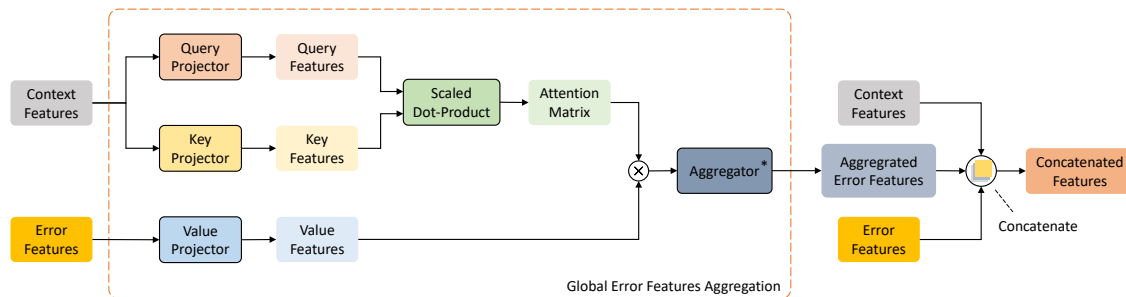 Context
Features
Query
Projector
Query
Features
Key
Projector
Key
Features
Scaled
Dot-Product
Attention
Matrix
Error
Features
Value
Projector
Value
Features
Aggregator*
Global Error Features Aggregation
Context
Features
Aggregrated
Error Features
Error
Features
Concatenate
Concatenated
Features